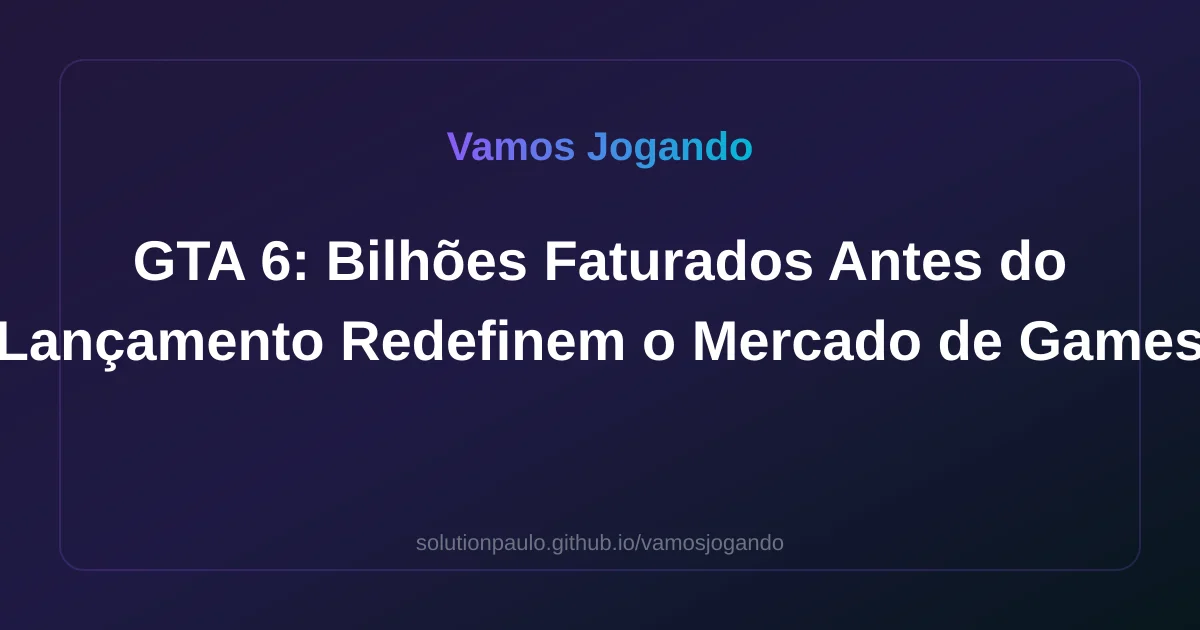 Vamos Jogando
GTA 6: Bilhões Faturados Antes do
Lançamento Redefinem o Mercado de Games
solutionpaulo.github.io/vamosjogando